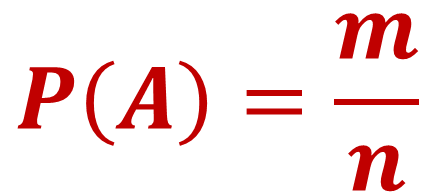 P(A) = m/n